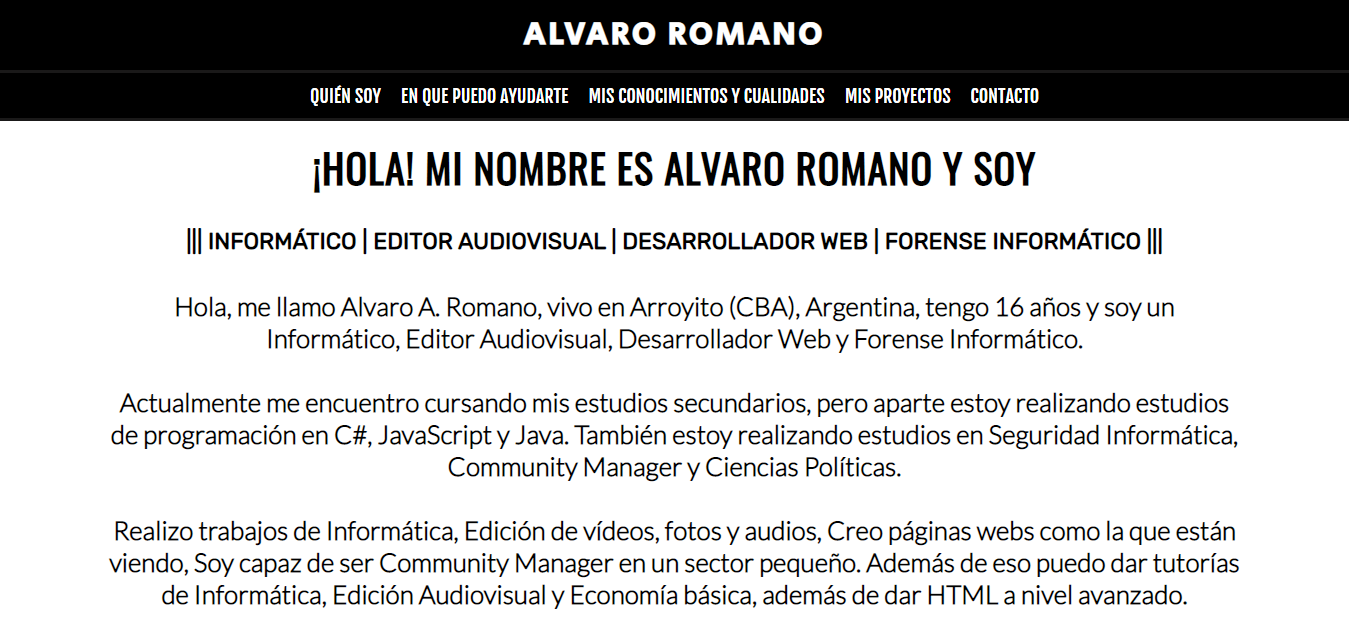 ALVARO ROMANO
QUIÉN SOY EN QUE PUEDO AYUDARTE MIS CONOCIMIENTOS Y CUALIDADES MIS PROYECTOS CONTACTO
¡HOLA! MI NOMBRE ES ALVARO ROMANO Y SOY
||| INFORMÁTICO | EDITOR AUDIOVISUAL | DESARROLLADOR WEB | FORENSE INFORMÁTICO |||
Hola, me llamo Alvaro A. Romano, vivo en Arroyito (CBA), Argentina, tengo 16 años y soy un
Informático, Editor Audiovisual, Desarrollador Web y Forense Informático.
Actualmente me encuentro cursando mis estudios secundarios, pero aparte estoy realizando estudios
de programación en C#, JavaScript y Java. También estoy realizando estudios en Seguridad Informática,
Community Manager y Ciencias Políticas.
Realizo trabajos de Informática, Edición de vídeos, fotos y audios, Creo páginas webs como la que están
viendo, Soy capaz de ser Community Manager en un sector pequeño. Además de eso puedo dar tutorías
de Informática, Edición Audiovisual y Economía básica, además de dar HTML a nivel avanzado.